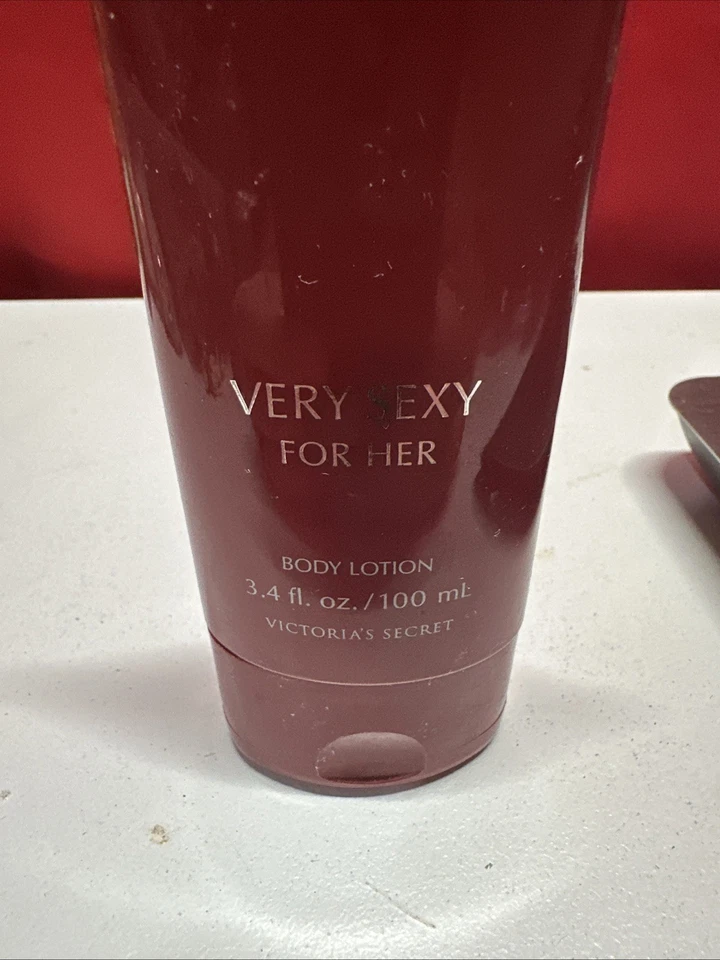 VERY SEXY
FOR HER
BODY LOTION
3.4 fl. oz./100 mL
VICTORIA'S SECRET